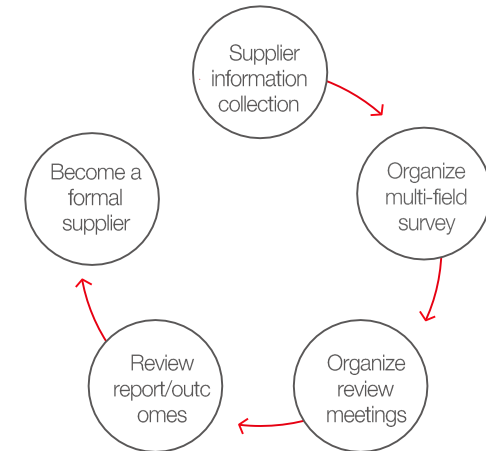 Supplier
information
collection
Organize
multi-field
survey
Organize
review
meetings
Review
report/outc
omes
Become a
formal
supplier